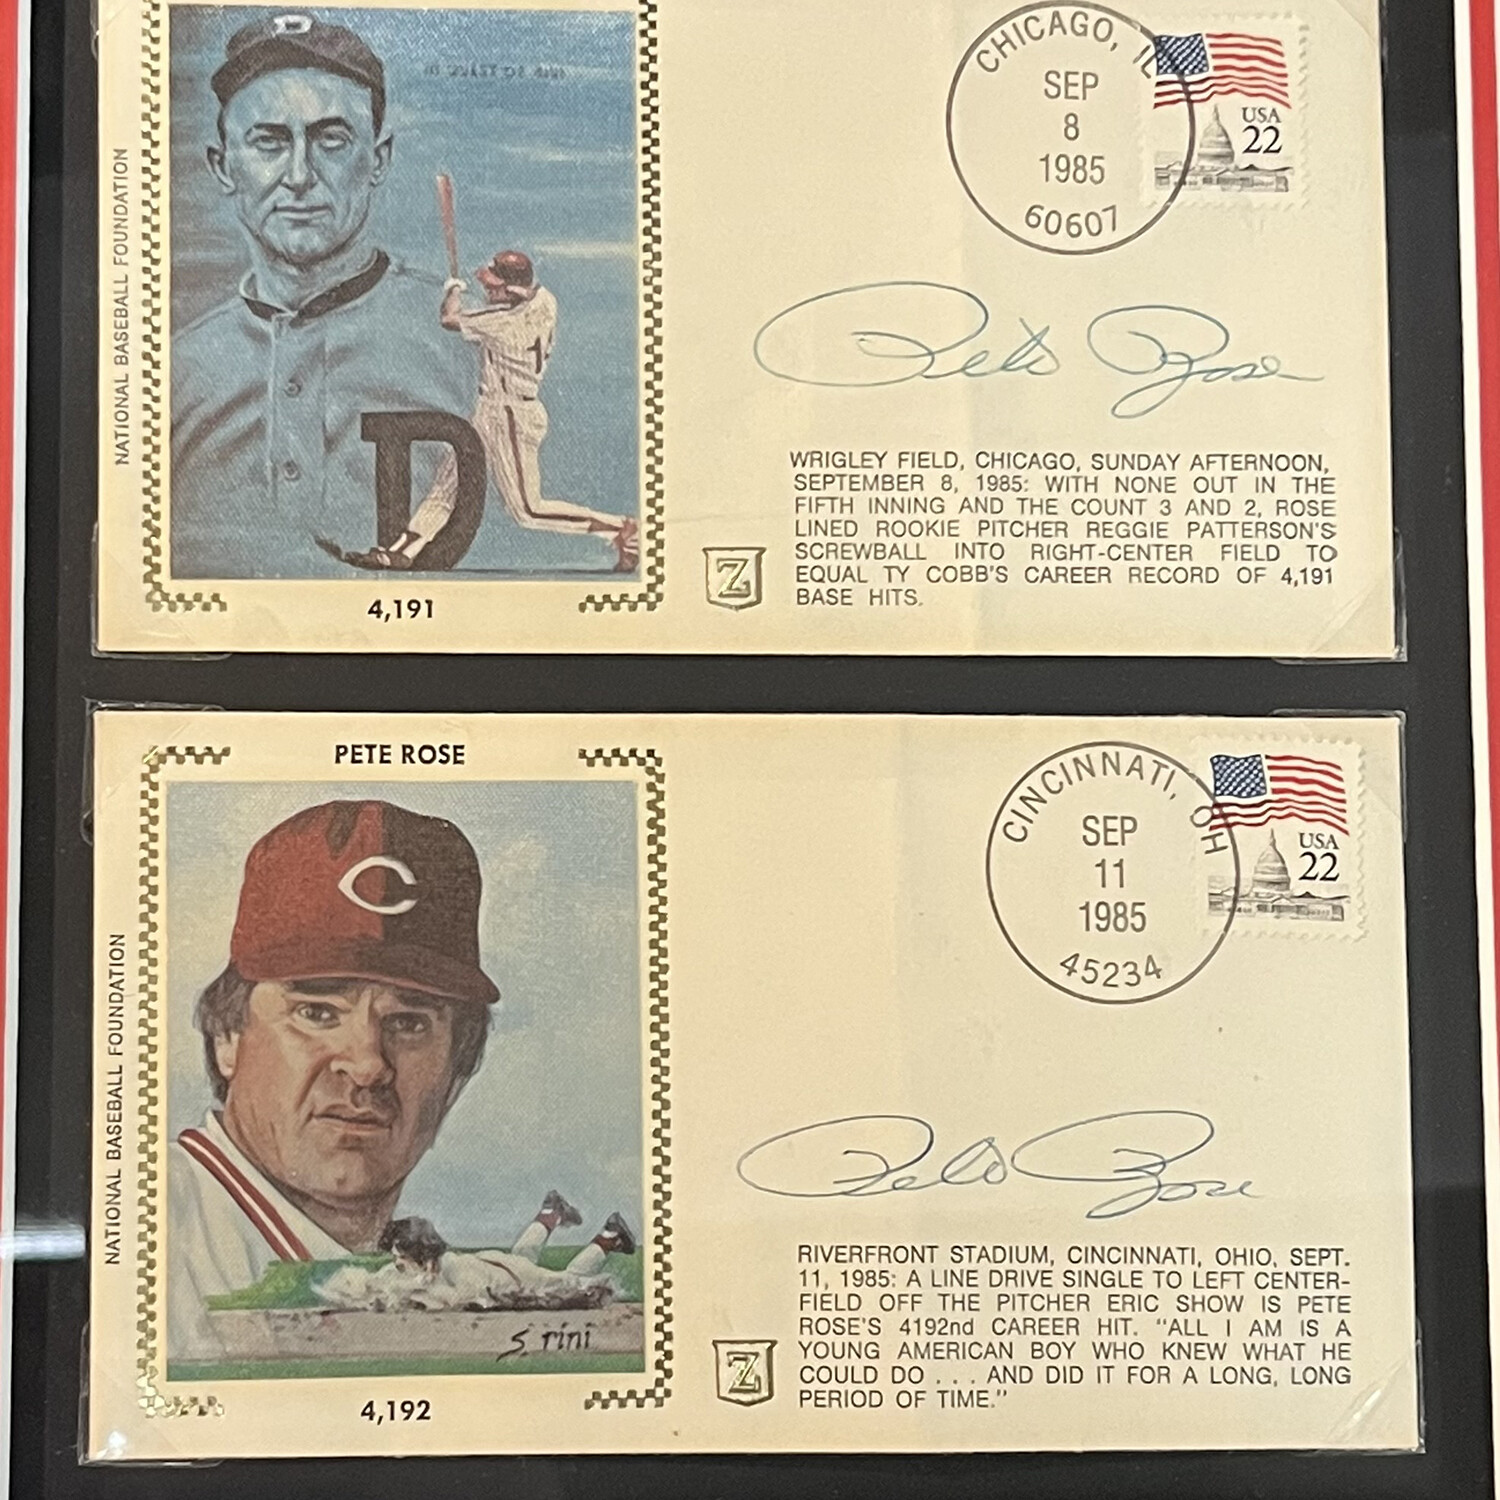 NATIONAL BASEBALL FOUNDATION
D
1
D
4,191
CHICAGO, IL
SEP
8
1985
60607
USA
22
Pete Rose
WRIGLEY FIELD, CHICAGO, SUNDAY AFTERNOON,
SEPTEMBER 8, 1985: WITH NONE OUT IN THE
FIFTH INNING AND THE COUNT 3 AND 2, ROSE
LINED ROOKIE PITCHER REGGIE PATTERSON'S
SCREWBALL INTO RIGHT-CENTER FIELD TO
EQUAL TY COBB'S CAREER RECORD OF 4,191
BASE HITS.
Z
NATIONAL BASEBALL FOUNDATION
PETE ROSE
C
S. rini
4,192
CINCINNATI, OH
SEP
11
1985
45234
USA
22
Pete Rose
RIVERFRONT STADIUM, CINCINNATI, OHIO, SEPT.
11, 1985: A LINE DRIVE SINGLE TO LEFT CENTER-
FIELD OFF THE PITCHER ERIC SHOW IS PETE
ROSE'S 4192nd CAREER HIT. "ALL I AM IS A
YOUNG AMERICAN BOY WHO KNEW WHAT HE
COULD DO . . . AND DID IT FOR A LONG, LONG
PERIOD OF TIME."
Z